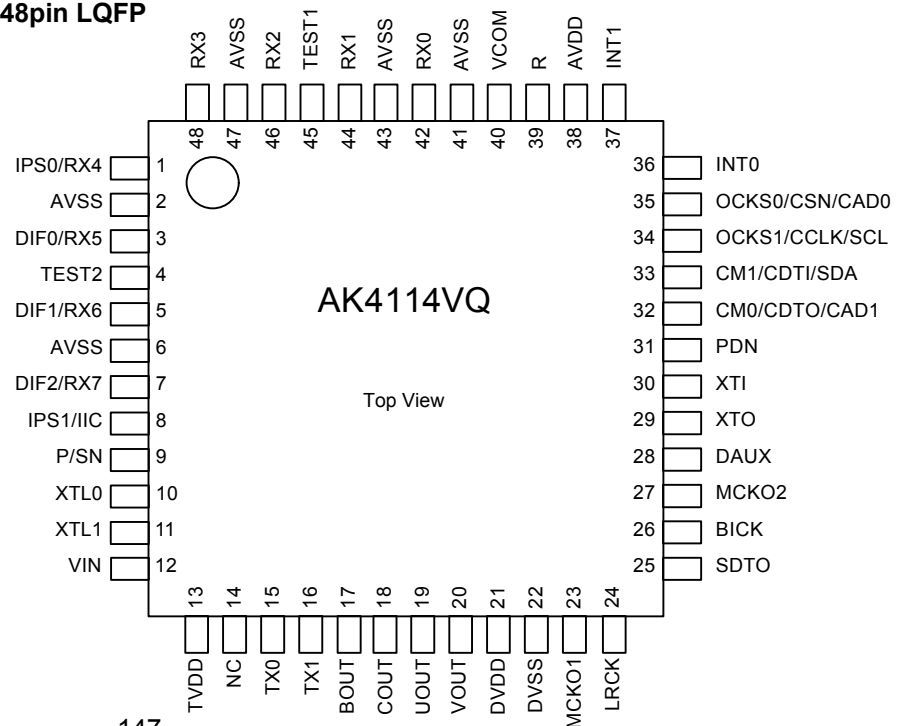 48pin LQFP
RX3 AVSS RX2 TEST1 RX1 AVSS RX0 AVSS VCOM R AVDD INT1
48 47 46 45 44 43 42 41 40 39 38 37
IPS0/RX4 1 36 INT0
AVSS 2 35 OCKS0/CSN/CAD0
DIF0/RX5 3 34 OCKS1/CCLK/SCL
TEST2 4 33 CM1/CDTI/SDA
DIF1/RX6 5 AK4114VQ 32 CM0/CDTO/CAD1
AVSS 6 31 PDN
DIF2/RX7 7 Top View 30 XTI
IPS1/IIC 8 29 XTO
P/SN 9 28 DAUX
XTL0 10 27 MCKO2
XTL1 11 26 BICK
VIN 12 25 SDTO
13 14 15 16 17 18 19 20 21 22 23 24
TVDD NC TX0 TX1 BOUT COUT UOUT VOUT DVDD DVSS MCKO1 LRCK